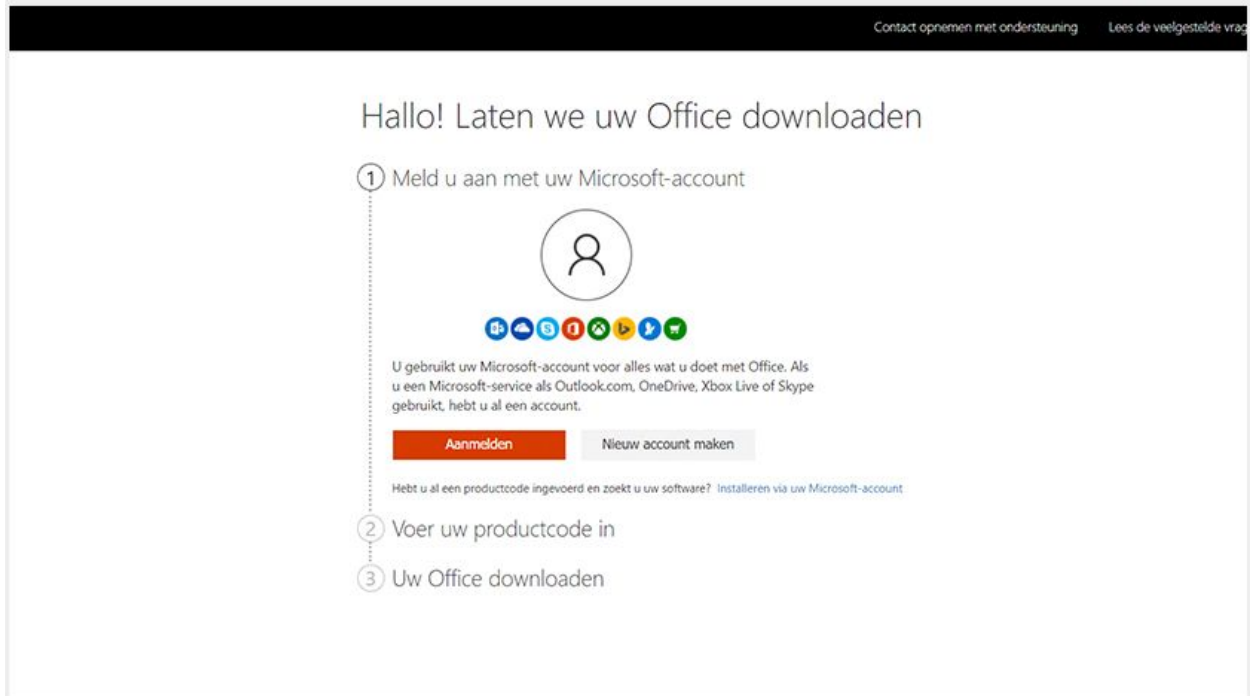 Contact opnemen met ondersteuning Lees de veelgestelde vrag
Hallo! Laten we uw Office downloaden
1 Meld u aan met uw Microsoft-account
U gebruikt uw Microsoft-account voor alles wat u doet met Office. Als
u een Microsoft-service als Outlook.com, OneDrive, Xbox Live of Skype
gebruikt, hebt u al een account.
Aanmelden Nieuw account maken
Hebt u al een productcode ingevoerd en zoekt u uw software? Installeren via uw Microsoft-account
2 Voer uw productcode in
3 Uw Office downloaden